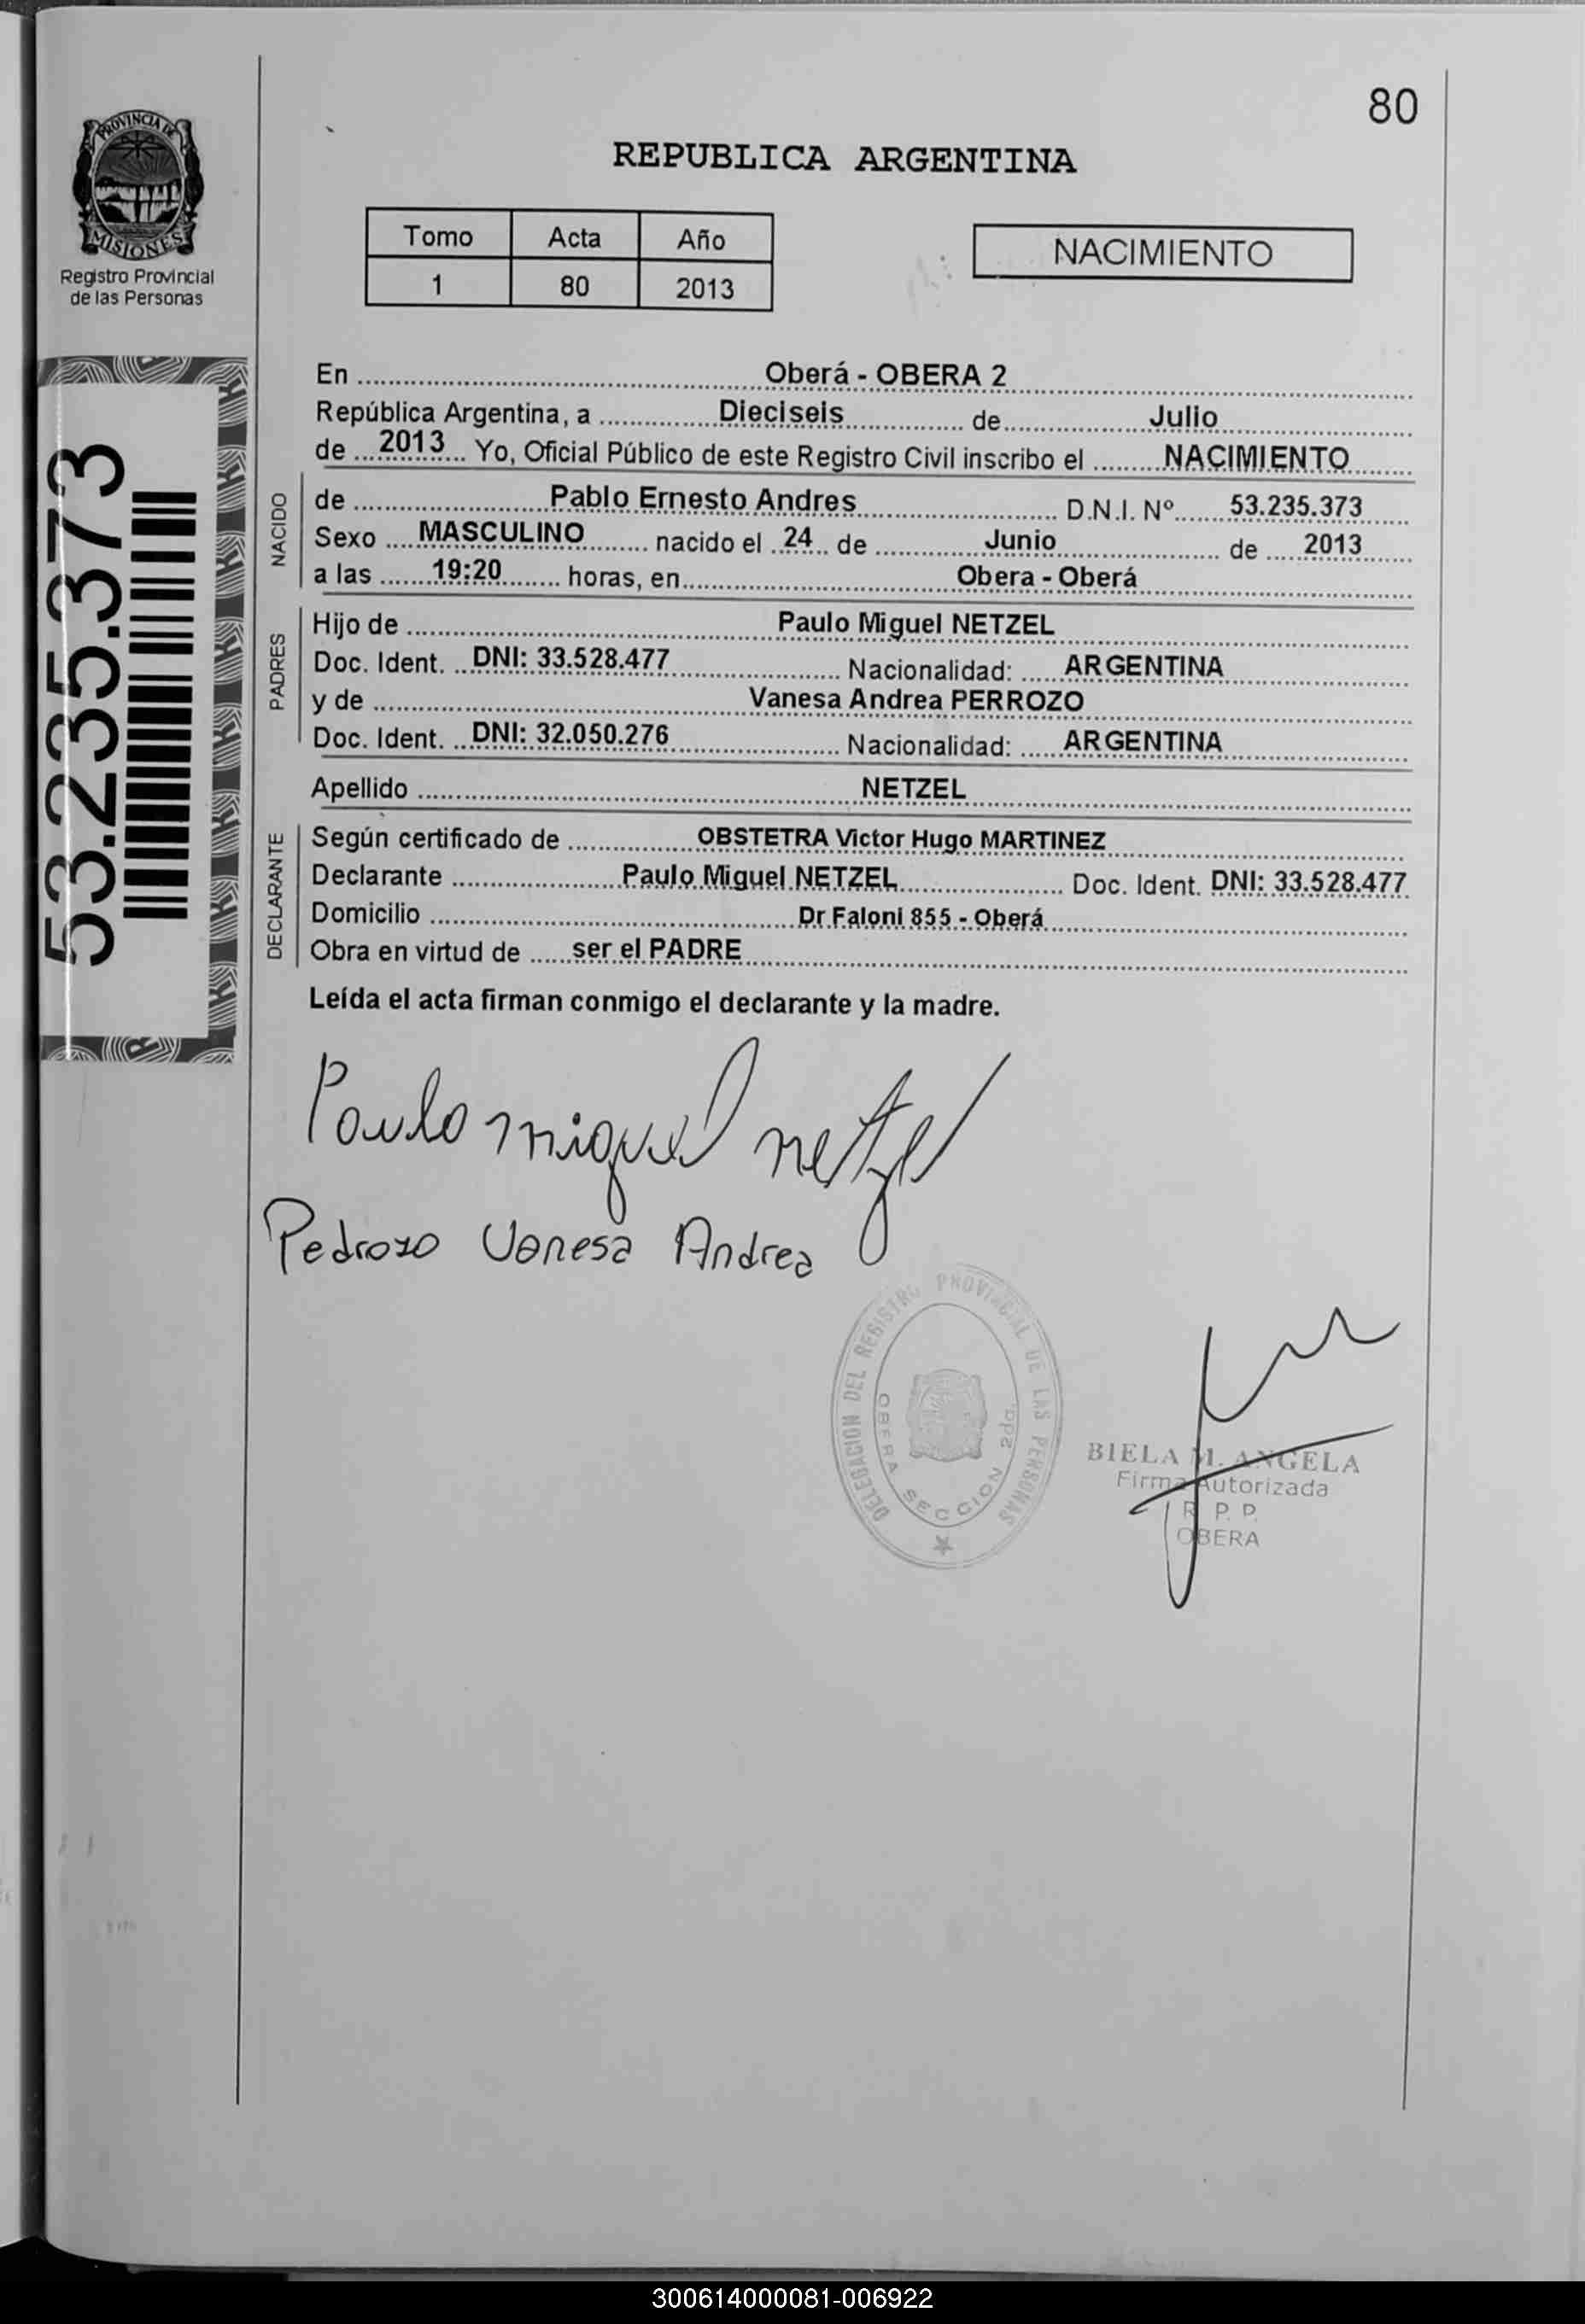 80
PROVINCIA DE
MISIONES
Registro Provincial
de las Personas
REPUBLICA ARGENTINA
Tomo Acta Año
1 80 2013
NACIMIENTO
53.235.373
En Oberá - OBERA 2
República Argentina, a Dieciseis de Julio
de 2013 Yo, Oficial Público de este Registro Civil inscribo el NACIMIENTO
NACIDO
de Pablo Ernesto Andres D.N.I. Nº 53.235.373
Sexo MASCULINO nacido el 24 de Junio de 2013
a las 19:20 horas, en Obera - Oberá
PADRES
Hijo de Paulo Miguel NETZEL
Doc. Ident. DNI: 33.528.477 Nacionalidad: ARGENTINA
y de Vanesa Andrea PERROZO
Doc. Ident. DNI: 32.050.276 Nacionalidad: ARGENTINA
Apellido NETZEL
DECLARANTE
Según certificado de OBSTETRA Victor Hugo MARTINEZ
Declarante Paulo Miguel NETZEL Doc. Ident. DNI: 33.528.477
Domicilio Dr Faloni 855 - Oberá
Obra en virtud de ser el PADRE
Leída el acta firman conmigo el declarante y la madre.
Paulo miguel netzel
Pedrozo Vanesa Andrea
DELEGACION DEL REGISTRO PROVINCIAL DE LAS PERSONAS
OBERA SECCION 2da.
BIELA M. ANGELA
Firma Autorizada
R. P. P.
OBERA
300614000081-006922